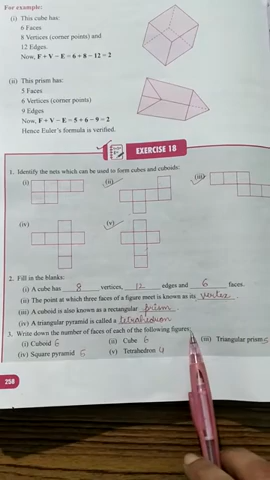 For example:
(i) This cube has:
6 Faces
8 Vertices (corner points) and
12 Edges.
Now, F + V − E = 6 + 8 − 12 = 2
(ii) This prism has:
5 Faces
6 Vertices (corner points)
9 Edges
Now, F + V − E = 5 + 6 − 9 = 2
Hence Euler's formula is verified.
EXERCISE 18
1. Identify the nets which can be used to form cubes and cuboids:
(i) (ii) (iii)
(iv) (v)
2. Fill in the blanks:
(i) A cube has 8 vertices, 12 edges and 6 faces.
(ii) The point at which three faces of a figure meet is known as its vertex.
(iii) A cuboid is also known as a rectangular prism.
(iv) A triangular pyramid is called a tetrahedron
3. Write down the number of faces of each of the following figures:
(i) Cuboid 6 (ii) Cube 6 (iii) Triangular prism 5
(iv) Square pyramid 5 (v) Tetrahedron 4
250